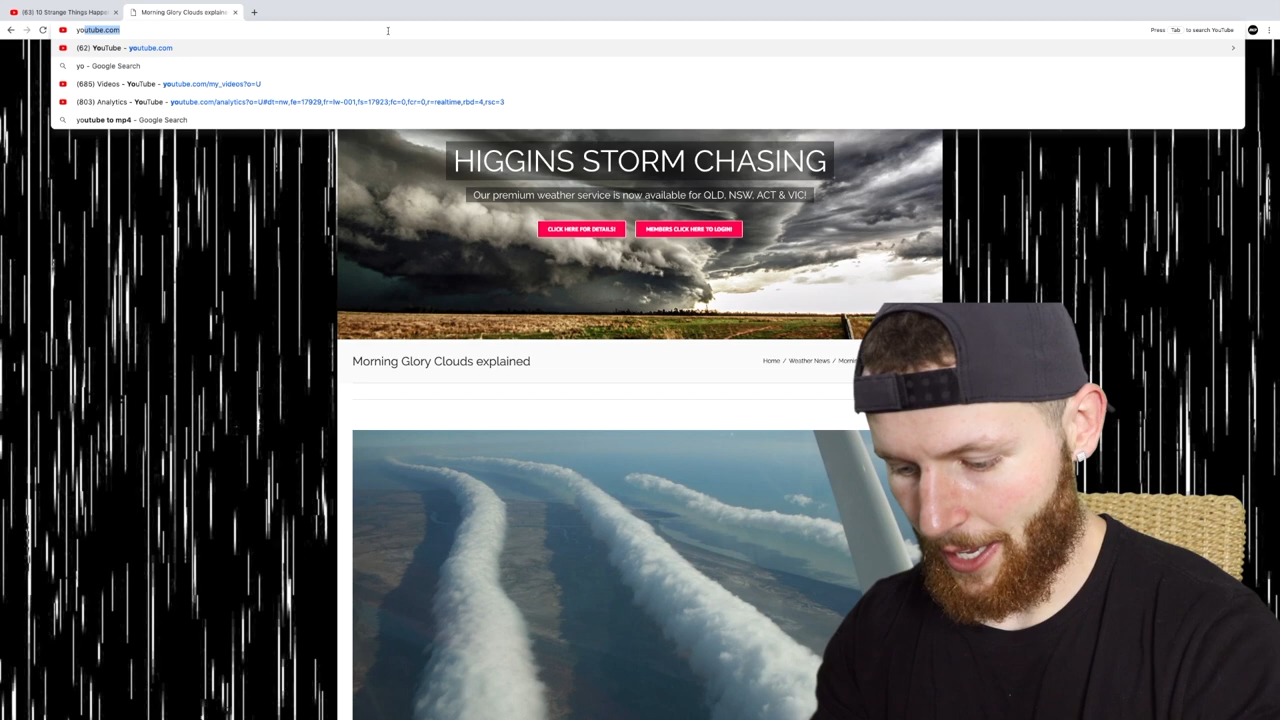 (63) 10 Strange Things Happe
Morning Glory Clouds explaine
youtube.com
Press Tab to search YouTube
(62) YouTube - youtube.com
yo - Google Search
(685) Videos - YouTube - youtube.com/my_videos?o=U
(803) Analytics - YouTube - youtube.com/analytics?o=U#dt=nw,fe=17929,fr=lw-001,fs=17923;fc=0,fcr=0,r=realtime,rbd=4,rsc=3
youtube to mp4 - Google Search
HIGGINS STORM CHASING
Our premium weather service is now available for QLD, NSW, ACT & VIC!
CLICK HERE FOR DETAILS! MEMBERS CLICK HERE TO LOGIN!
Morning Glory Clouds explained
Home / Weather News / Morni